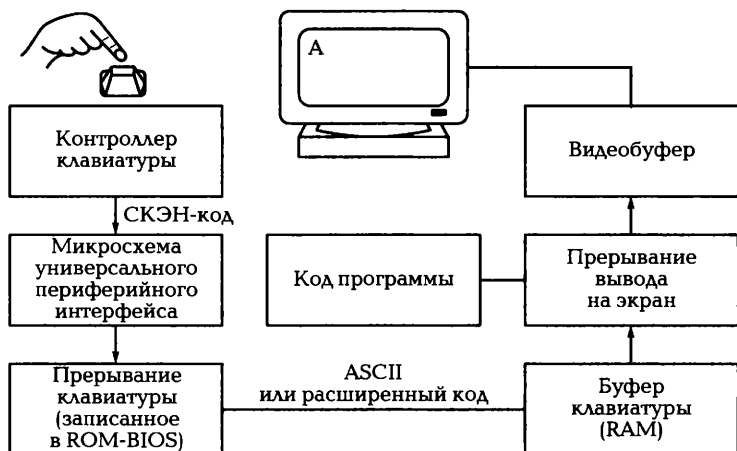 А
Контроллер
клавиатуры
Видеобуфер
СКЭН-код
Микросхема
универсального
периферийного
интерфейса
Код программы
Прерывание
вывода
на экран
Прерывание
клавиатуры
(записанное
в ROM-BIOS)
ASCII
или расширенный код
Буфер
клавиатуры
(RAM)